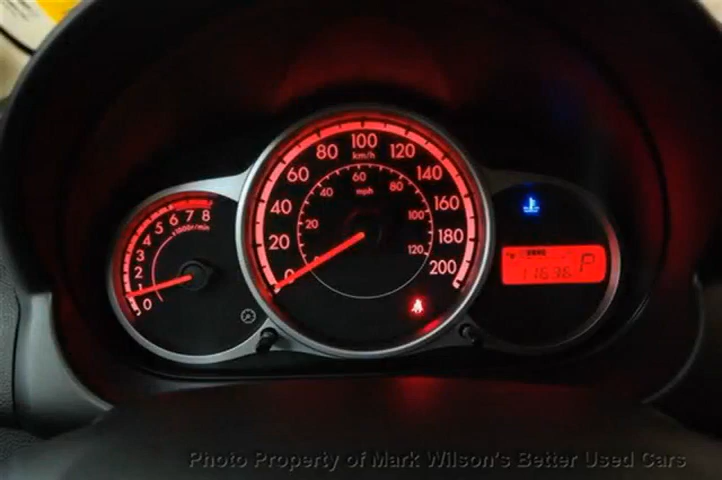 0 1 2 3 4 5 6 7 8
x1000r/min
0 20 40 60 80 100 120 140 160 180 200
km/h
0 20 40 60 80 100 120
mph
P
Photo Property of Mark Wilson's Better Used Cars